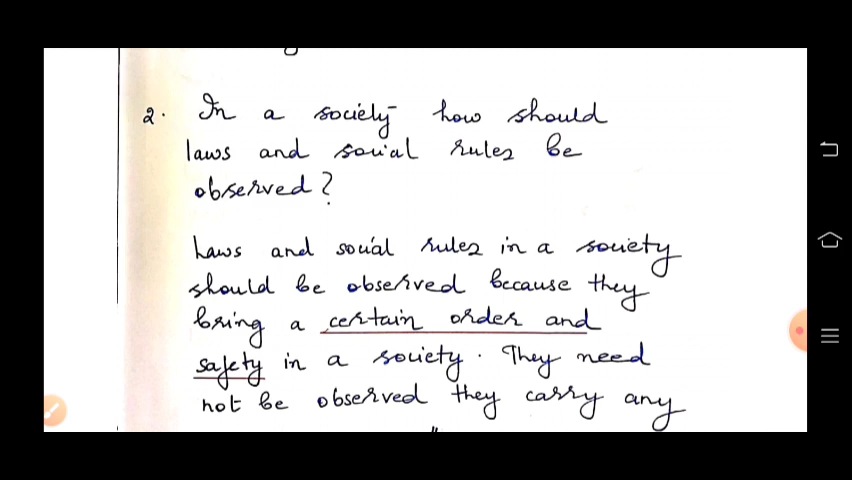 2. In a society how should
laws and social rules be
observed?
Laws and social rules in a society
should be observed because they
bring a certain order and
safety in a society. They need
not be observed they carry any